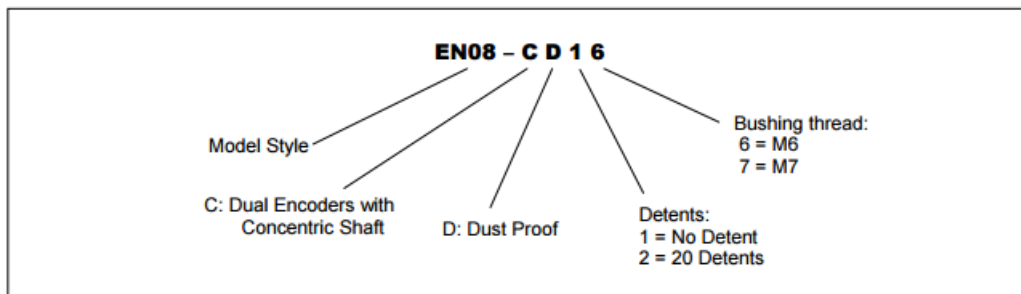 EN08 – C D 1 6
Model Style
C: Dual Encoders with
Concentric Shaft
D: Dust Proof
Detents:
1 = No Detent
2 = 20 Detents
Bushing thread:
6 = M6
7 = M7